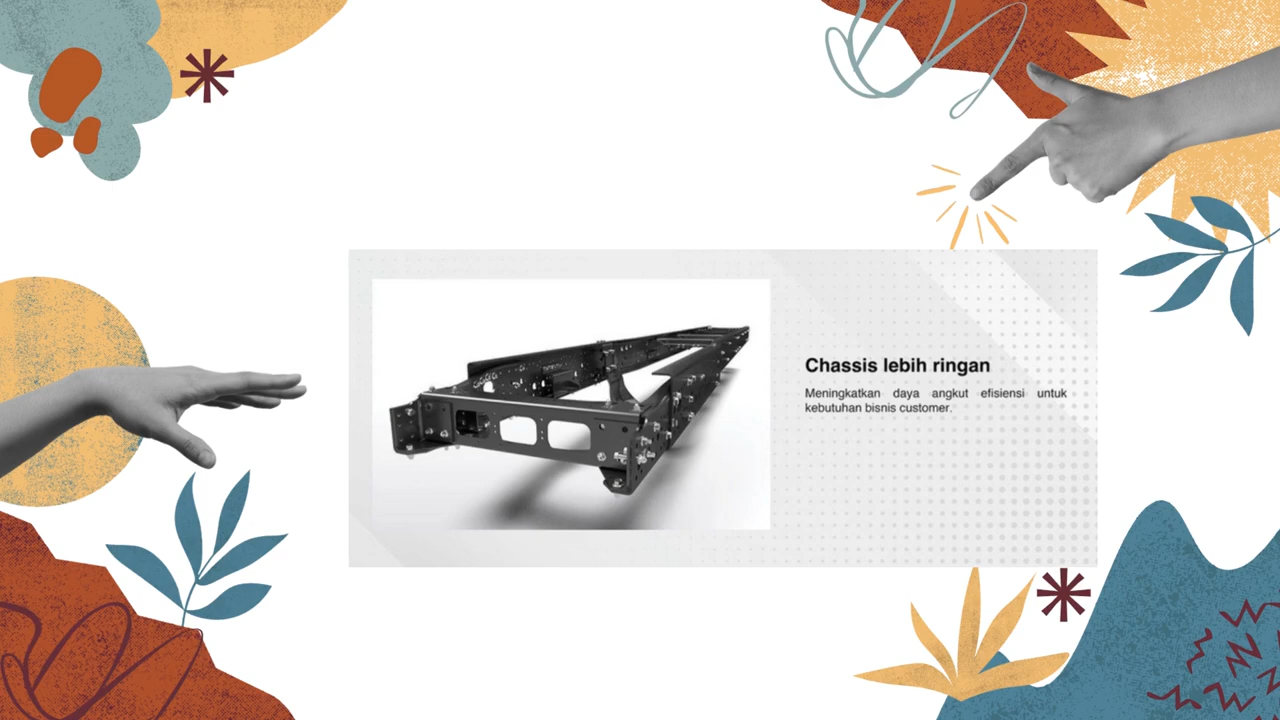 Chassis lebih ringan
Meningkatkan daya angkut efisiensi untuk
kebutuhan bisnis customer.